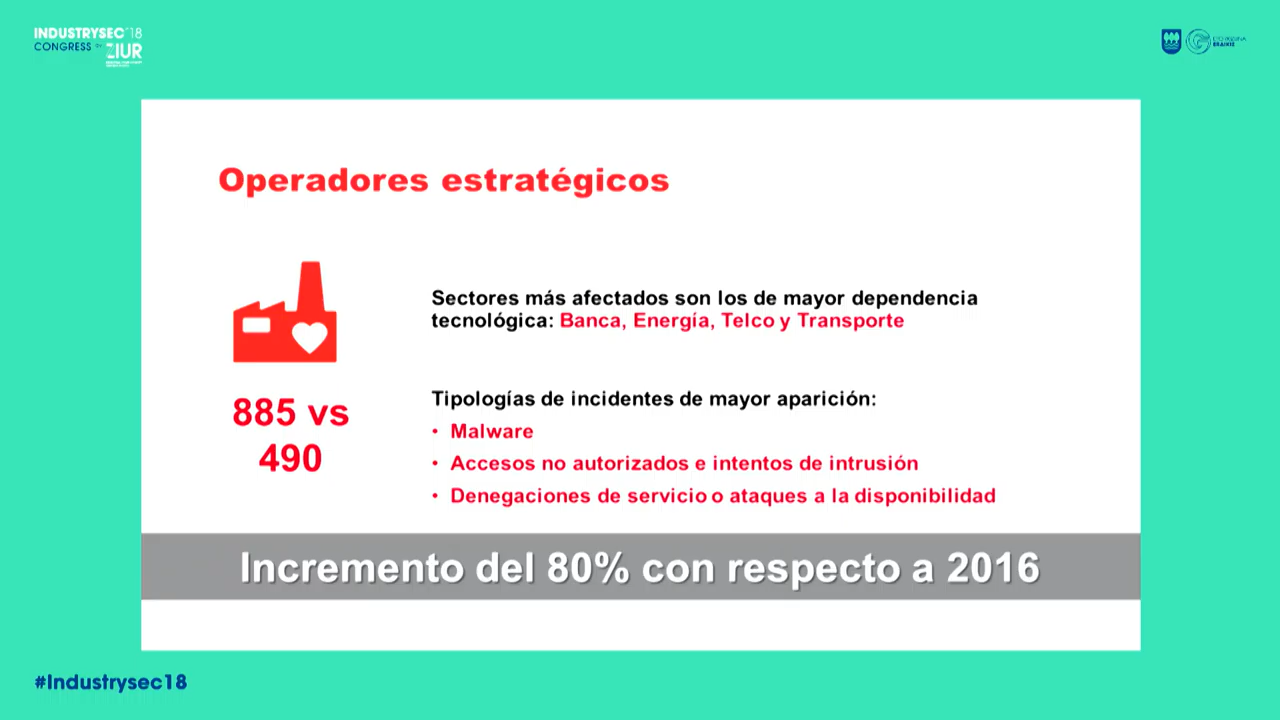 INDUSTRYSEC 18
CONGRESS BY ZIUR
Operadores estratégicos
Sectores más afectados son los de mayor dependencia
tecnológica: Banca, Energía, Telco y Transporte
885 vs
490
Tipologías de incidentes de mayor aparición:
• Malware
• Accesos no autorizados e intentos de intrusión
• Denegaciones de servicio o ataques a la disponibilidad
Incremento del 80% con respecto a 2016
#Industrysec18